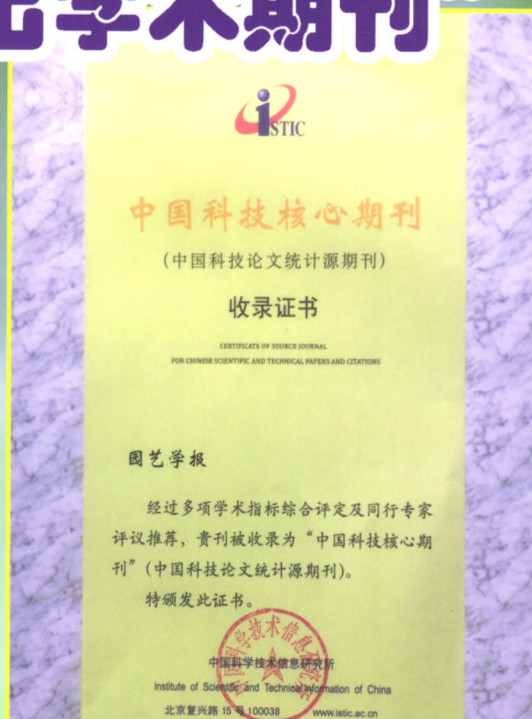 学术期刊
ISTIC
中国科技核心期刊
(中国科技论文统计源期刊)
收录证书
CERTIFICATE OF SOURCE JOURNAL
FOR CHINESE SCIENTIFIC AND TECHNICAL PAPERS AND CITATIONS
园艺学报
经过多项学术指标综合评定及同行专家
评议推荐，贵刊被收录为“中国科技核心期
刊”(中国科技论文统计源期刊)。
特颁发此证书。
中国科学技术信息研究所
Institute of Scientific and Technical Information of China
北京复兴路 15 号 100038 www.istic.ac.cn